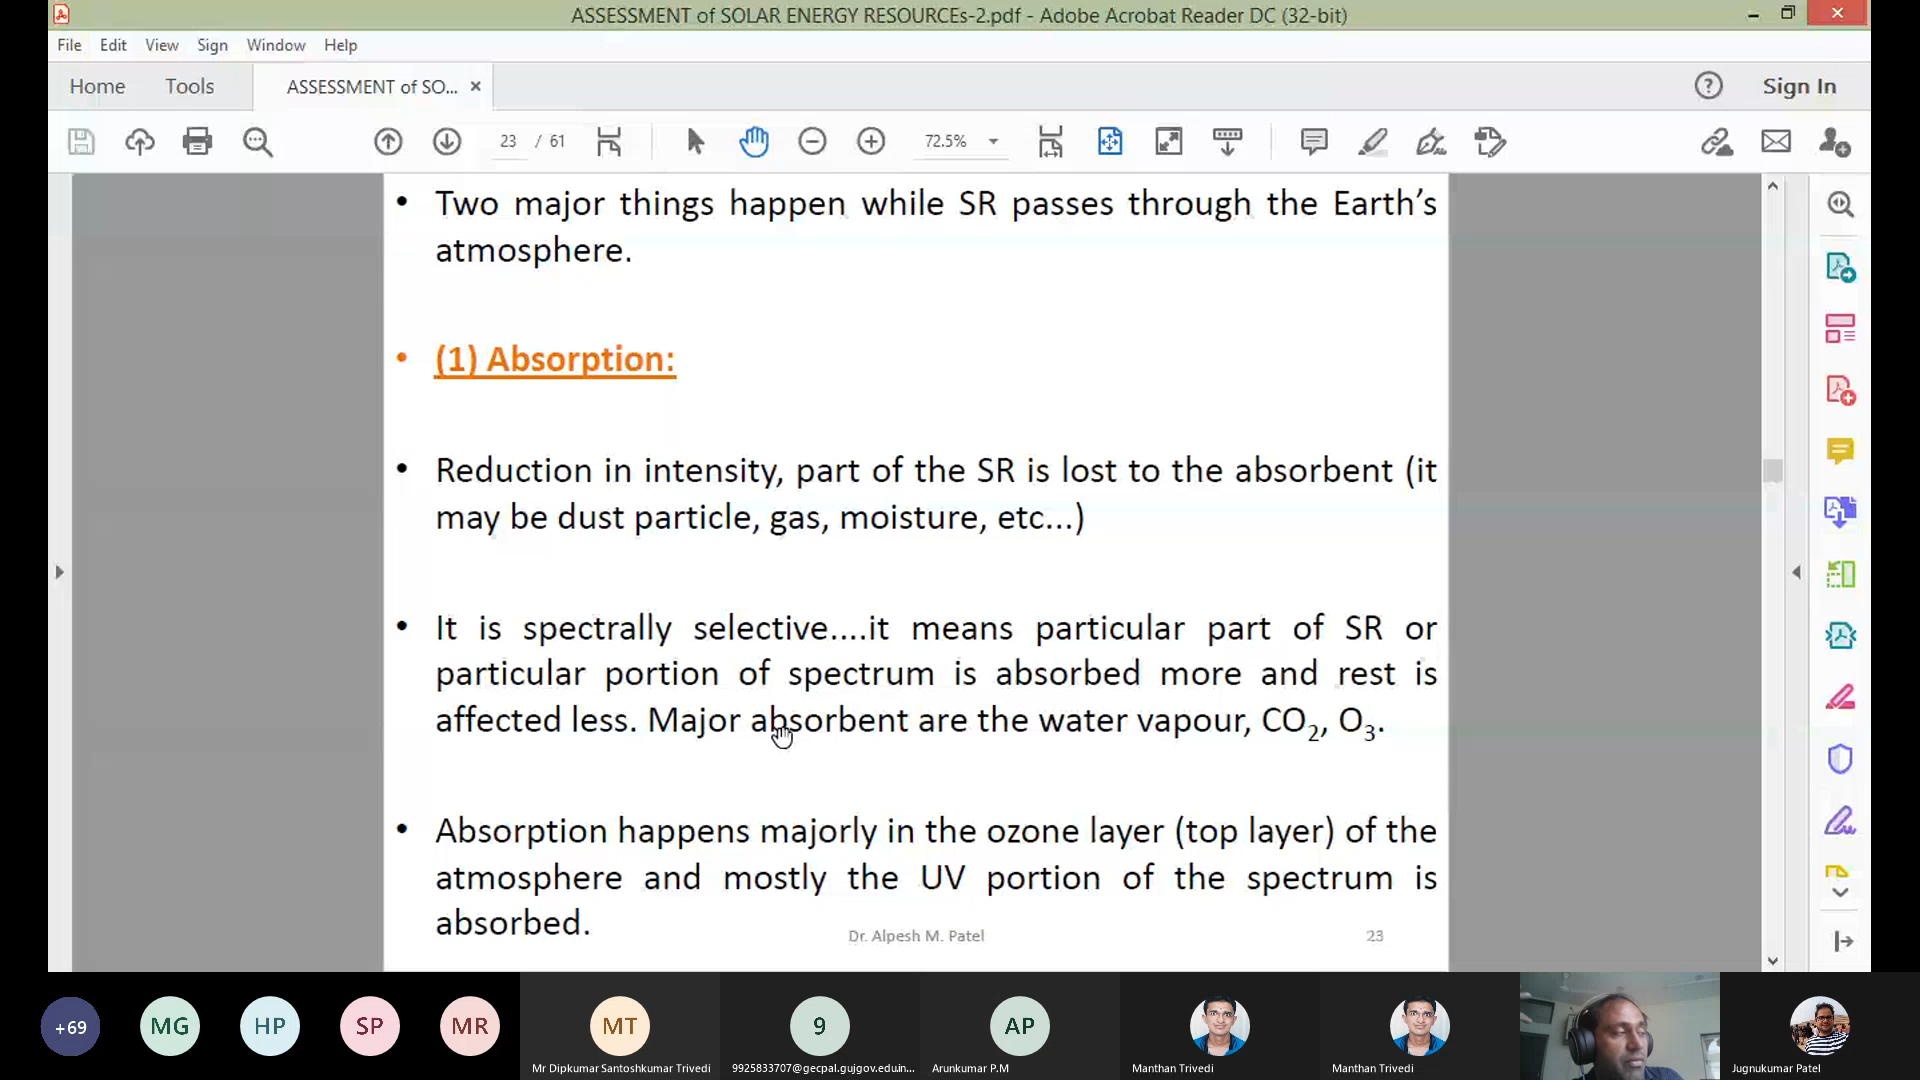 ASSESSMENT of SOLAR ENERGY RESOURCEs-2.pdf - Adobe Acrobat Reader DC (32-bit)
File Edit View Sign Window Help
Home Tools ASSESSMENT of SO... × Sign In
23 / 61 72.5%
• Two major things happen while SR passes through the Earth's
atmosphere.
• (1) Absorption:
• Reduction in intensity, part of the SR is lost to the absorbent (it
may be dust particle, gas, moisture, etc...)
• It is spectrally selective....it means particular part of SR or
particular portion of spectrum is absorbed more and rest is
affected less. Major absorbent are the water vapour, CO₂, O₃.
• Absorption happens majorly in the ozone layer (top layer) of the
atmosphere and mostly the UV portion of the spectrum is
absorbed.
Dr. Alpesh M. Patel 23
+69 MG HP SP MR MT 9 AP
Mr Dipkumar Santoshkumar Trivedi 9925833707@gecpal.gujgov.edu.in... Arunkumar P.M Manthan Trivedi Manthan Trivedi Jugnukumar Patel